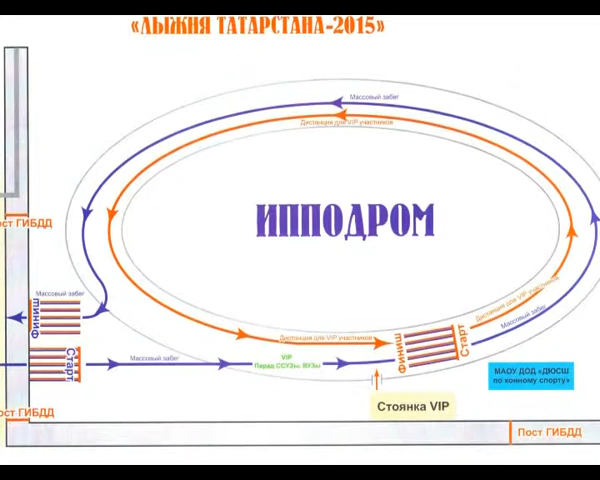 «ЛЫЖНЯ ТАТАРСТАНА-2015»
Массовый забег
Дистанция для VIP участников
ИППОДРОМ
ост ГИБДД
Массовый забег
Финиш
Старт
Массовый забег
VIP
Парад ССУЗы, ВУЗы
Дистанция для VIP участников
Финиш
Старт
Дистанция для VIP участников
Массовый забег
МАОУ ДОД «ДЮСШ
по конному спорту»
Стоянка VIP
ост ГИБДД
Пост ГИБДД